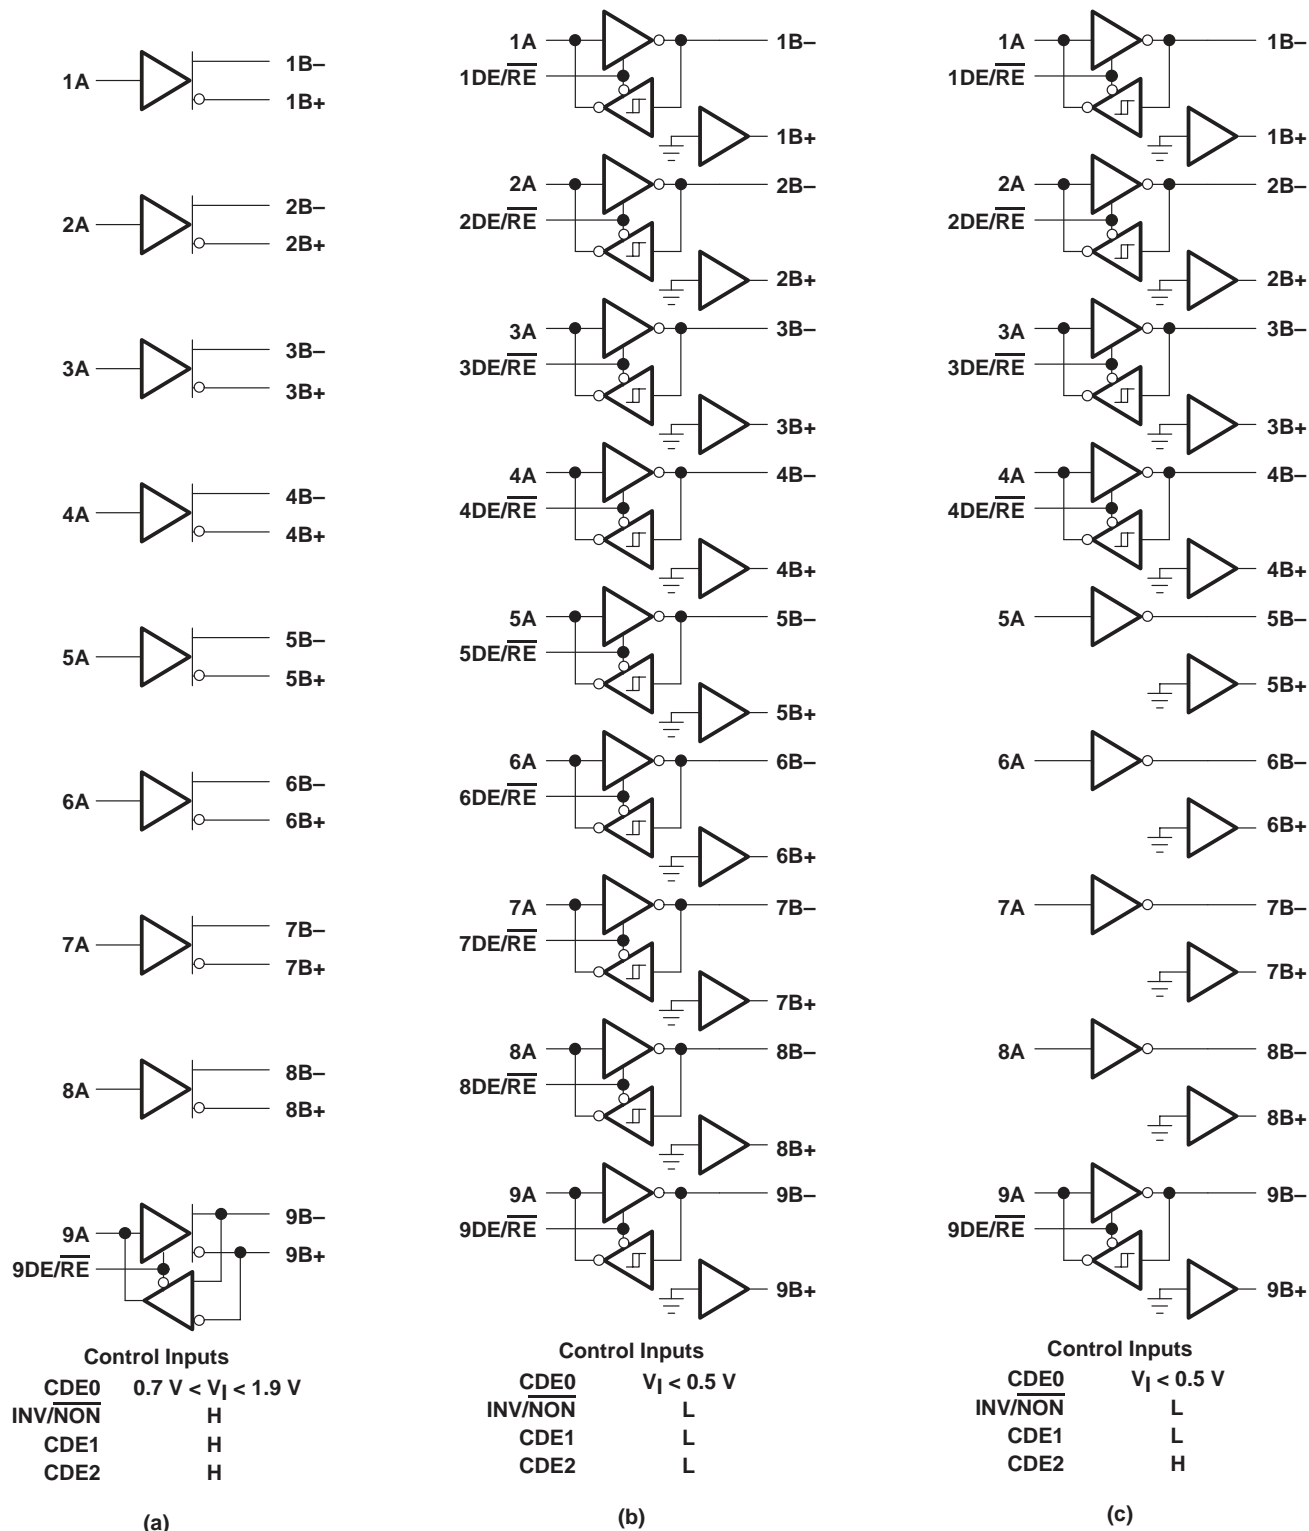 1A
1B–
1B+
2A
2B–
2B+
3A
3B–
3B+
4A
4B–
4B+
5A
5B–
5B+
6A
6B–
6B+
7A
7B–
7B+
8A
8B–
8B+
9A
9B–
9B+
9DE/RE
Control Inputs
CDE0 0.7 V < VI < 1.9 V
INV/NON H
CDE1 H
CDE2 H
(a)
1A
1B–
1DE/RE
1B+
2A
2B–
2DE/RE
2B+
3A
3B–
3DE/RE
3B+
4A
4B–
4DE/RE
4B+
5A
5B–
5DE/RE
5B+
6A
6B–
6DE/RE
6B+
7A
7B–
7DE/RE
7B+
8A
8B–
8DE/RE
8B+
9A
9B–
9DE/RE
9B+
Control Inputs
CDE0 VI < 0.5 V
INV/NON L
CDE1 L
CDE2 L
(b)
1A
1B–
1DE/RE
1B+
2A
2B–
2DE/RE
2B+
3A
3B–
3DE/RE
3B+
4A
4B–
4DE/RE
4B+
5A
5B–
5B+
6A
6B–
6B+
7A
7B–
7B+
8A
8B–
8B+
9A
9B–
9DE/RE
9B+
Control Inputs
CDE0 VI < 0.5 V
INV/NON L
CDE1 L
CDE2 H
(c)